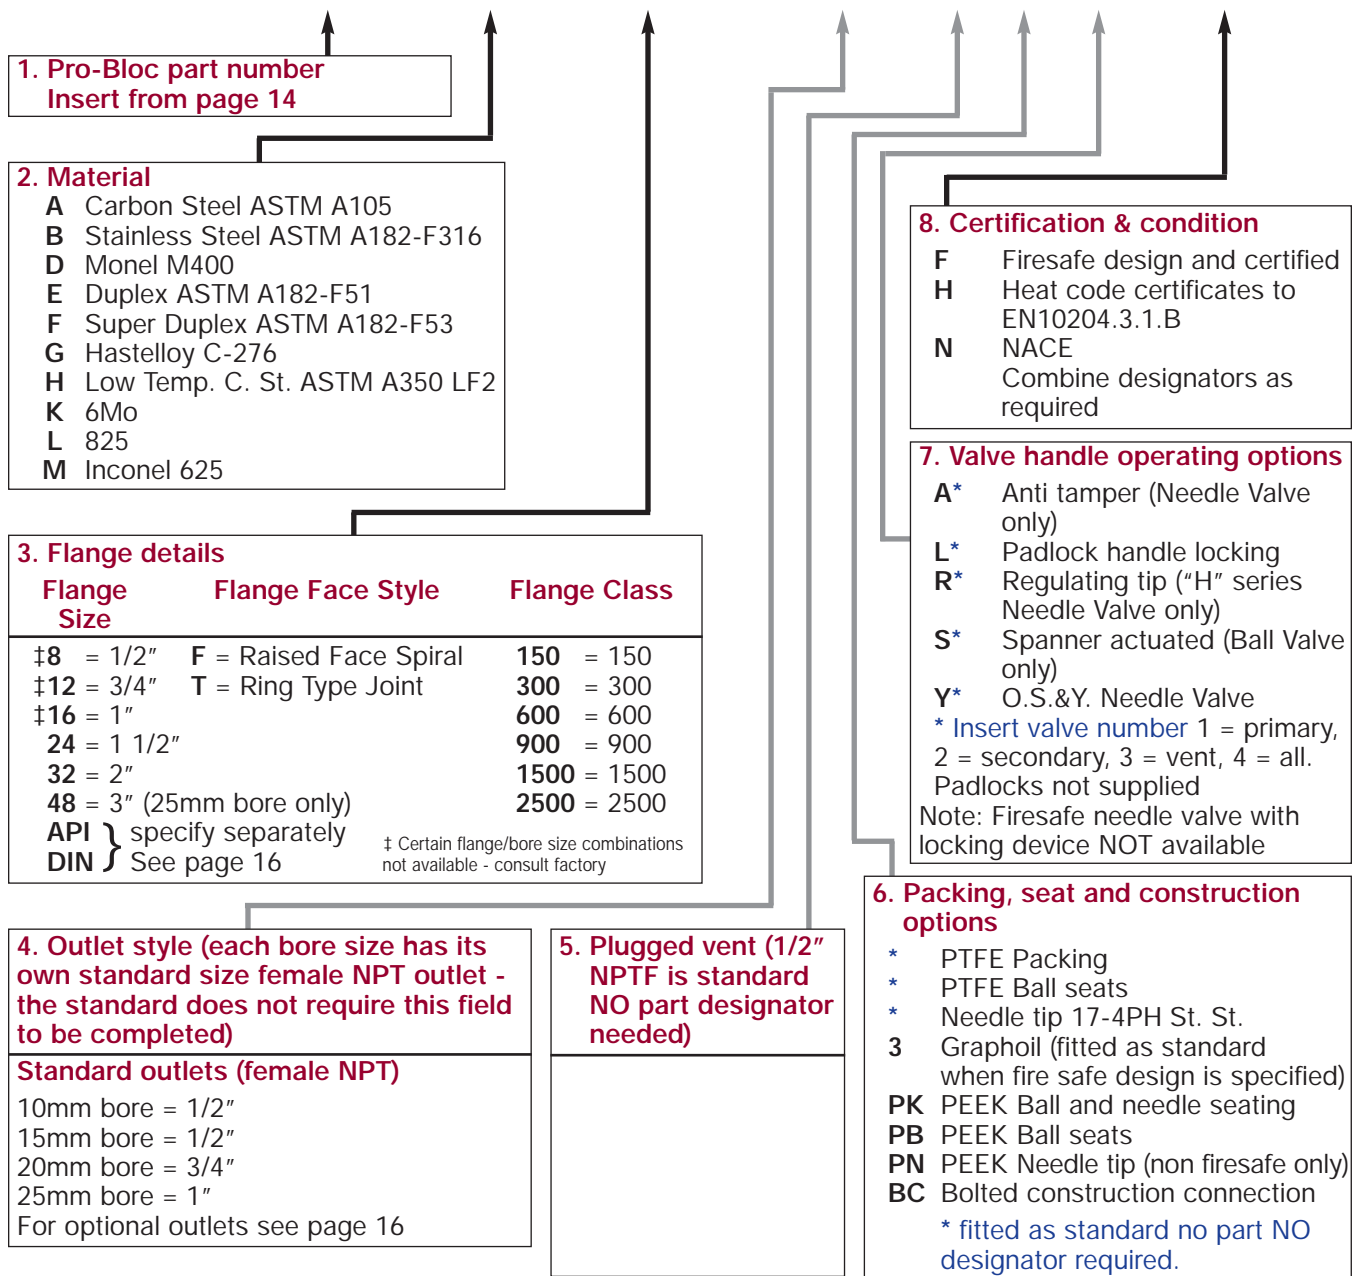 1. Pro-Bloc part number
Insert from page 14
2. Material
A Carbon Steel ASTM A105
B Stainless Steel ASTM A182-F316
D Monel M400
E Duplex ASTM A182-F51
F Super Duplex ASTM A182-F53
G Hastelloy C-276
H Low Temp. C. St. ASTM A350 LF2
K 6Mo
L 825
M Inconel 625
3. Flange details
Flange Size Flange Face Style Flange Class
‡8 = 1/2" F = Raised Face Spiral 150 = 150
‡12 = 3/4" T = Ring Type Joint 300 = 300
‡16 = 1" 600 = 600
24 = 1 1/2" 900 = 900
32 = 2" 1500 = 1500
48 = 3" (25mm bore only) 2500 = 2500
API } specify separately
DIN } See page 16
‡ Certain flange/bore size combinations
not available - consult factory
4. Outlet style (each bore size has its
own standard size female NPT outlet -
the standard does not require this field
to be completed)
Standard outlets (female NPT)
10mm bore = 1/2"
15mm bore = 1/2"
20mm bore = 3/4"
25mm bore = 1"
For optional outlets see page 16
5. Plugged vent (1/2"
NPTF is standard
NO part designator
needed)
6. Packing, seat and construction
options
* PTFE Packing
* PTFE Ball seats
* Needle tip 17-4PH St. St.
3 Graphoil (fitted as standard
when fire safe design is specified)
PK PEEK Ball and needle seating
PB PEEK Ball seats
PN PEEK Needle tip (non firesafe only)
BC Bolted construction connection
* fitted as standard no part NO
designator required.
7. Valve handle operating options
A* Anti tamper (Needle Valve
only)
L* Padlock handle locking
R* Regulating tip ("H" series
Needle Valve only)
S* Spanner actuated (Ball Valve
only)
Y* O.S.&Y. Needle Valve
* Insert valve number 1 = primary,
2 = secondary, 3 = vent, 4 = all.
Padlocks not supplied
Note: Firesafe needle valve with
locking device NOT available
8. Certification & condition
F Firesafe design and certified
H Heat code certificates to
EN10204.3.1.B
N NACE
Combine designators as
required